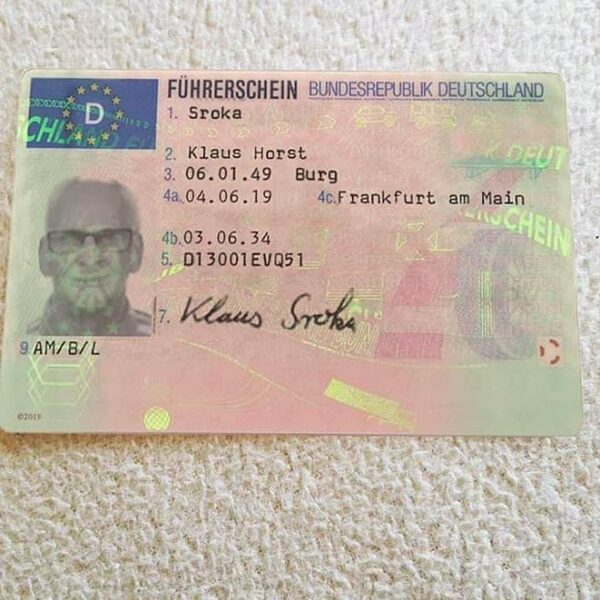 D
FÜHRERSCHEIN BUNDESREPUBLIK DEUTSCHLAND
1. Sroka
2. Klaus Horst
3. 06.01.49 Burg
4a. 04.06.19 4c. Frankfurt am Main
4b. 03.06.34
5. D13001EVQ51
7. Klaus Sroka
9. AM/B/L
©2019